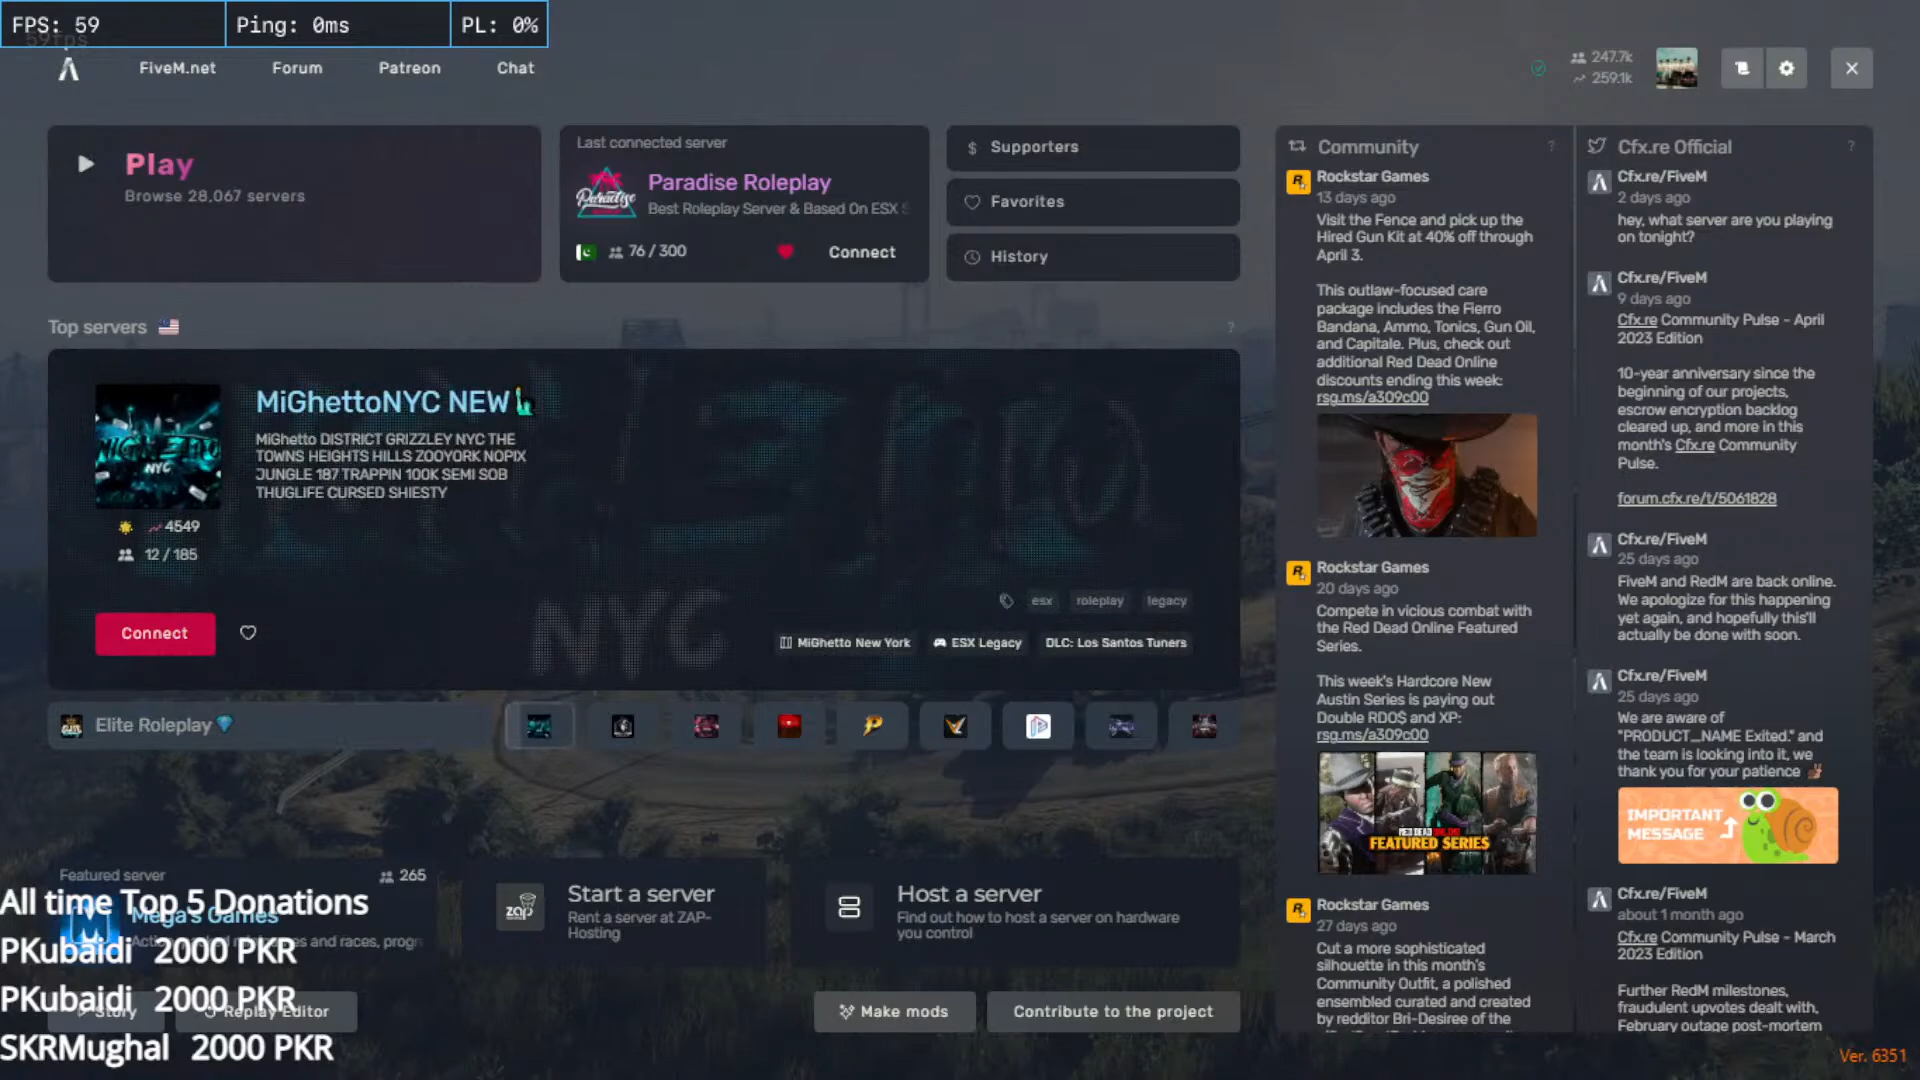 FPS: 59
Ping: 0ms
PL: 0%
59fps
FiveM.net
Forum
Patreon
Chat
247.7k
259.1k
Play
Browse 28,067 servers
Last connected server
Paradise
Paradise Roleplay
Best Roleplay Server & Based On ESX S
76 / 300
Connect
$ Supporters
Favorites
History
Top servers
?
MiGhettoNYC NEW
MiGhetto DISTRICT GRIZZLEY NYC THE
TOWNS HEIGHTS HILLS ZOOYORK NOPIX
JUNGLE 187 TRAPPIN 100K SEMI SOB
THUGLIFE CURSED SHIESTY
4549
12 / 185
NYC
esx
roleplay
legacy
Connect
MiGhetto New York
ESX Legacy
DLC: Los Santos Tuners
Elite Roleplay
Featured server
265
Mega's Games
Start a server
Rent a server at ZAP-
Hosting
zap
Host a server
Find out how to host a server on hardware
you control
Story
Replay Editor
Make mods
Contribute to the project
All time Top 5 Donations
PKubaidi 2000 PKR
PKubaidi 2000 PKR
SKRMughal 2000 PKR
Community
?
Rockstar Games
13 days ago
Visit the Fence and pick up the
Hired Gun Kit at 40% off through
April 3.
This outlaw-focused care
package includes the Fierro
Bandana, Ammo, Tonics, Gun Oil,
and Capitale. Plus, check out
additional Red Dead Online
discounts ending this week:
rsg.ms/a309c00
Rockstar Games
20 days ago
Compete in vicious combat with
the Red Dead Online Featured
Series.
This week's Hardcore New
Austin Series is paying out
Double RDO$ and XP:
rsg.ms/a309c00
RED DEAD ONLINE
FEATURED SERIES
Rockstar Games
27 days ago
Cut a more sophisticated
silhouette in this month's
Community Outfit, a polished
ensembled curated and created
by redditor Bri-Desiree of the
Cfx.re Official
?
Cfx.re/FiveM
2 days ago
hey, what server are you playing
on tonight?
Cfx.re/FiveM
9 days ago
Cfx.re Community Pulse - April
2023 Edition
10-year anniversary since the
beginning of our projects,
escrow encryption backlog
cleared up, and more in this
month's Cfx.re Community
Pulse.
forum.cfx.re/t/5061828
Cfx.re/FiveM
25 days ago
FiveM and RedM are back online.
We apologize for this happening
yet again, and hopefully this'll
actually be done with soon.
Cfx.re/FiveM
25 days ago
We are aware of
"PRODUCT_NAME Exited." and
the team is looking into it, we
thank you for your patience
IMPORTANT
MESSAGE
Cfx.re/FiveM
about 1 month ago
Cfx.re Community Pulse - March
2023 Edition
Further RedM milestones,
fraudulent upvotes dealt with,
February outage post-mortem
Ver. 6351